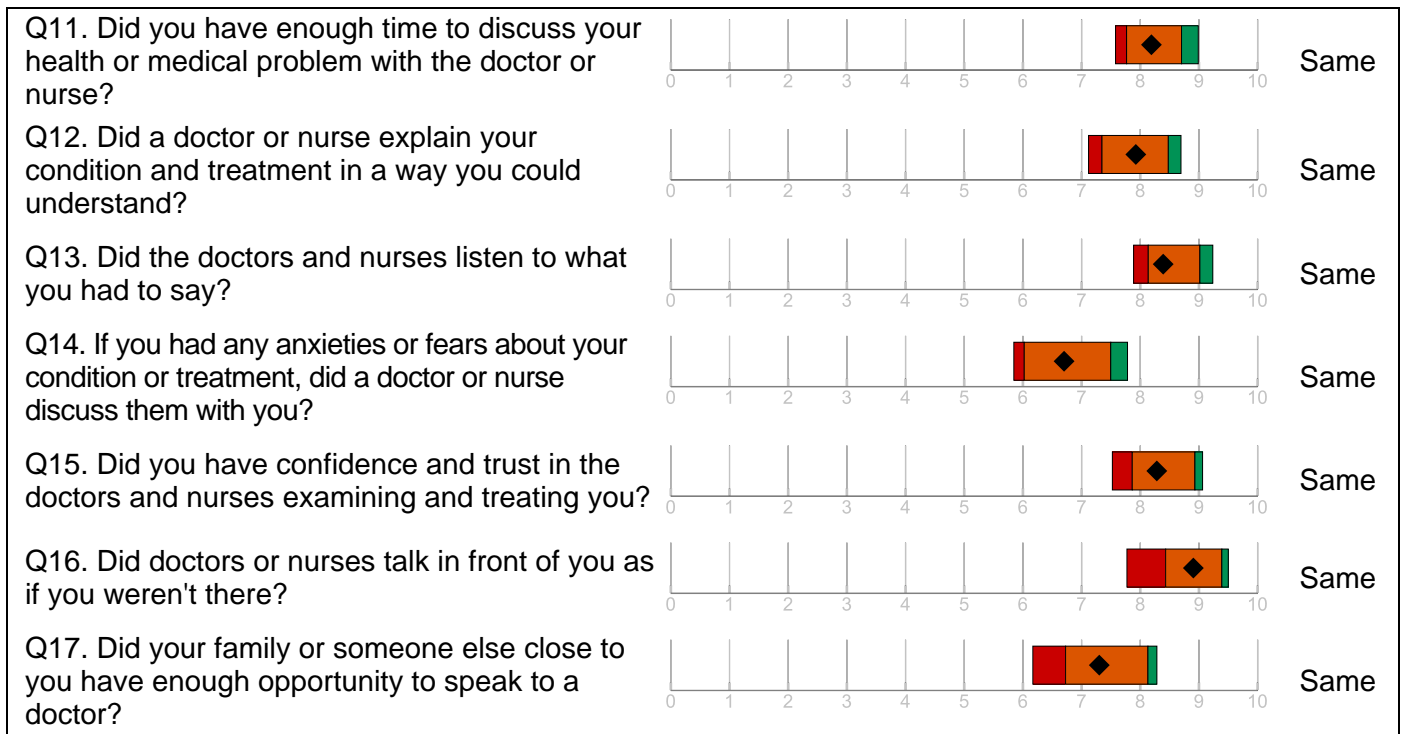 Q11. Did you have enough time to discuss your
health or medical problem with the doctor or
nurse?
0 1 2 3 4 5 6 7 8 9 10
Same
Q12. Did a doctor or nurse explain your
condition and treatment in a way you could
understand?
0 1 2 3 4 5 6 7 8 9 10
Same
Q13. Did the doctors and nurses listen to what
you had to say?
0 1 2 3 4 5 6 7 8 9 10
Same
Q14. If you had any anxieties or fears about your
condition or treatment, did a doctor or nurse
discuss them with you?
0 1 2 3 4 5 6 7 8 9 10
Same
Q15. Did you have confidence and trust in the
doctors and nurses examining and treating you?
0 1 2 3 4 5 6 7 8 9 10
Same
Q16. Did doctors or nurses talk in front of you as
if you weren't there?
0 1 2 3 4 5 6 7 8 9 10
Same
Q17. Did your family or someone else close to
you have enough opportunity to speak to a
doctor?
0 1 2 3 4 5 6 7 8 9 10
Same